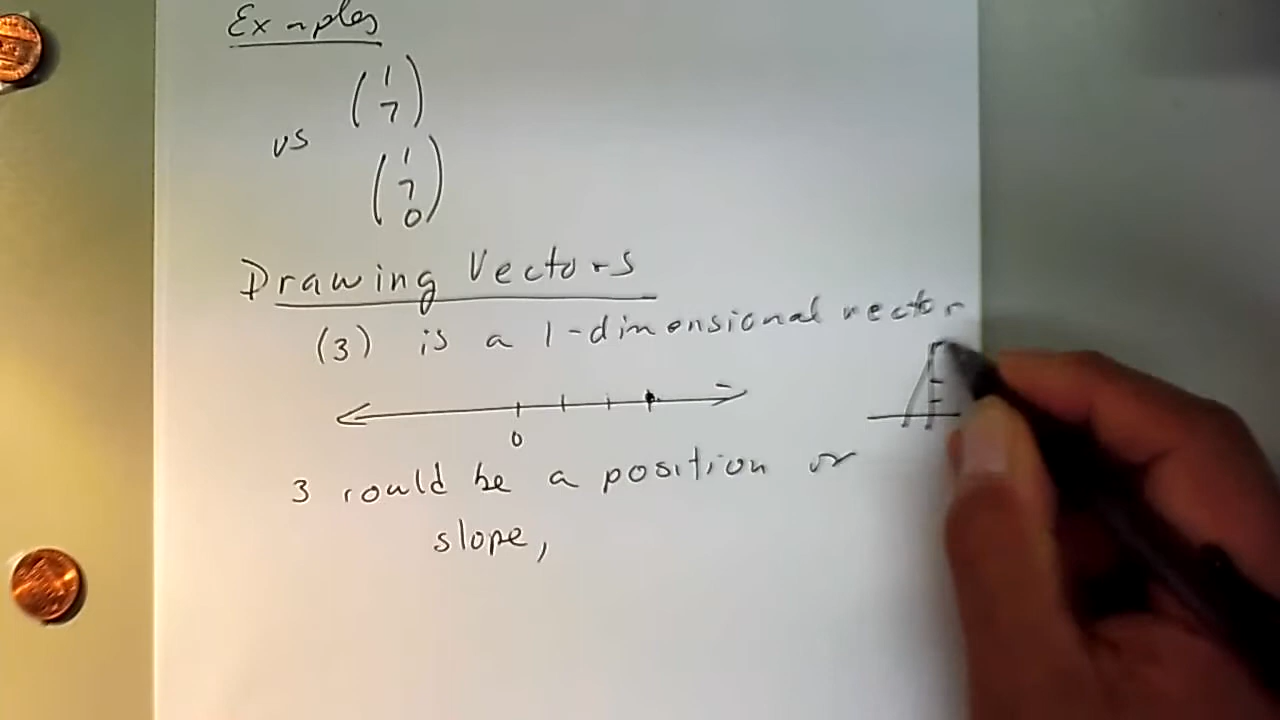 Examples
(1
7)
vs
(1
7
0)
Drawing Vectors
(3) is a 1-dimensional vector
0
3 could be a position or
slope,